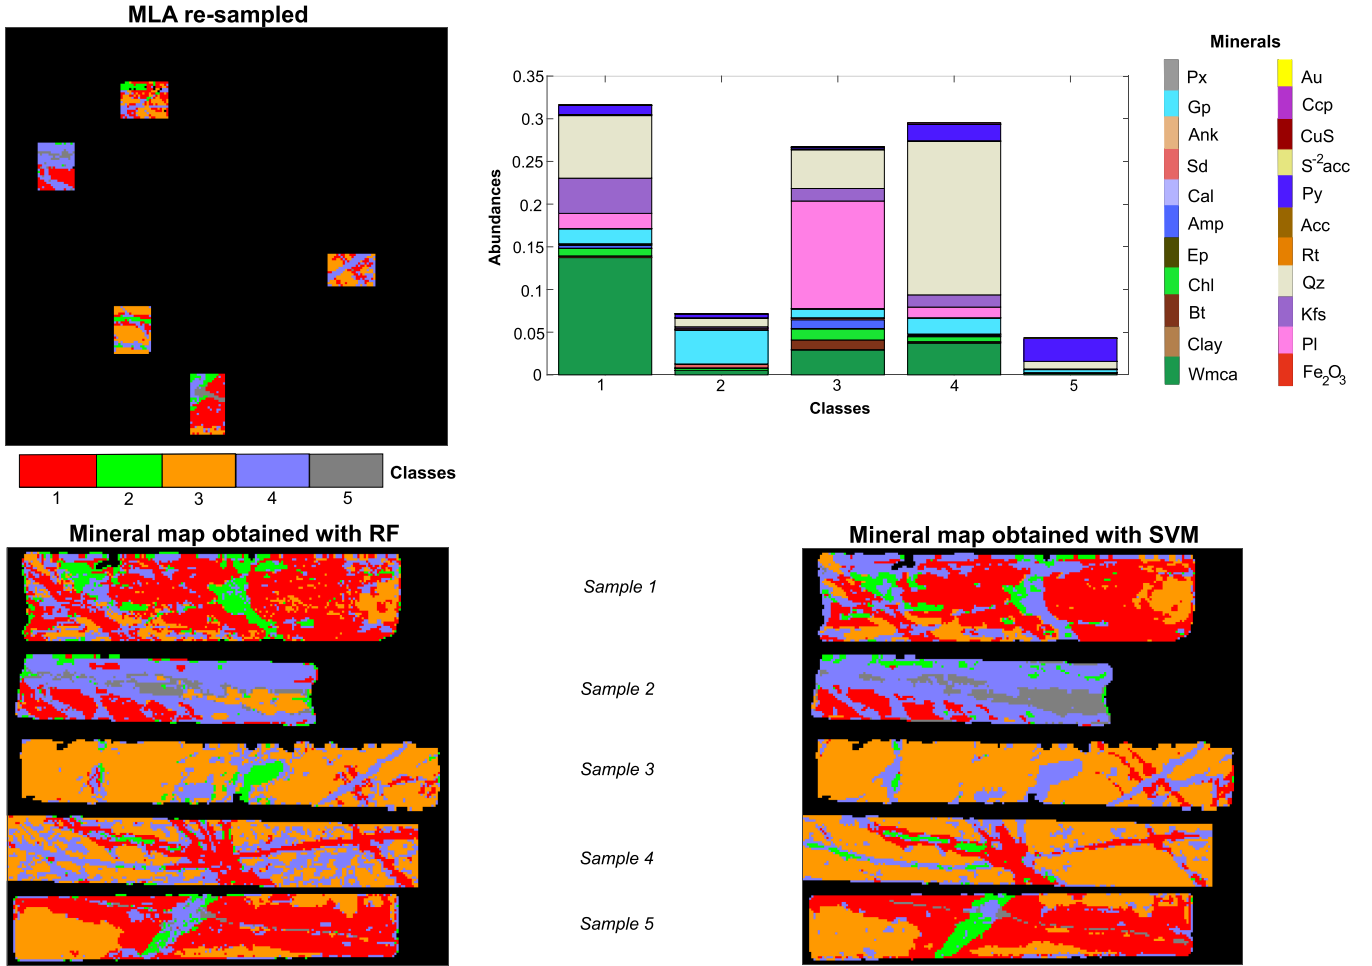 MLA re-sampled
Minerals
Abundances
0.35
0.3
0.25
0.2
0.15
0.1
0.05
0
1
2
3
4
5
Classes
Px
Gp
Ank
Sd
Cal
Amp
Ep
Chl
Bt
Clay
Wmca
Au
Ccp
CuS
S⁻²acc
Py
Acc
Rt
Qz
Kfs
Pl
Fe₂O₃
1
2
3
4
5
Classes
Mineral map obtained with RF
Mineral map obtained with SVM
Sample 1
Sample 2
Sample 3
Sample 4
Sample 5